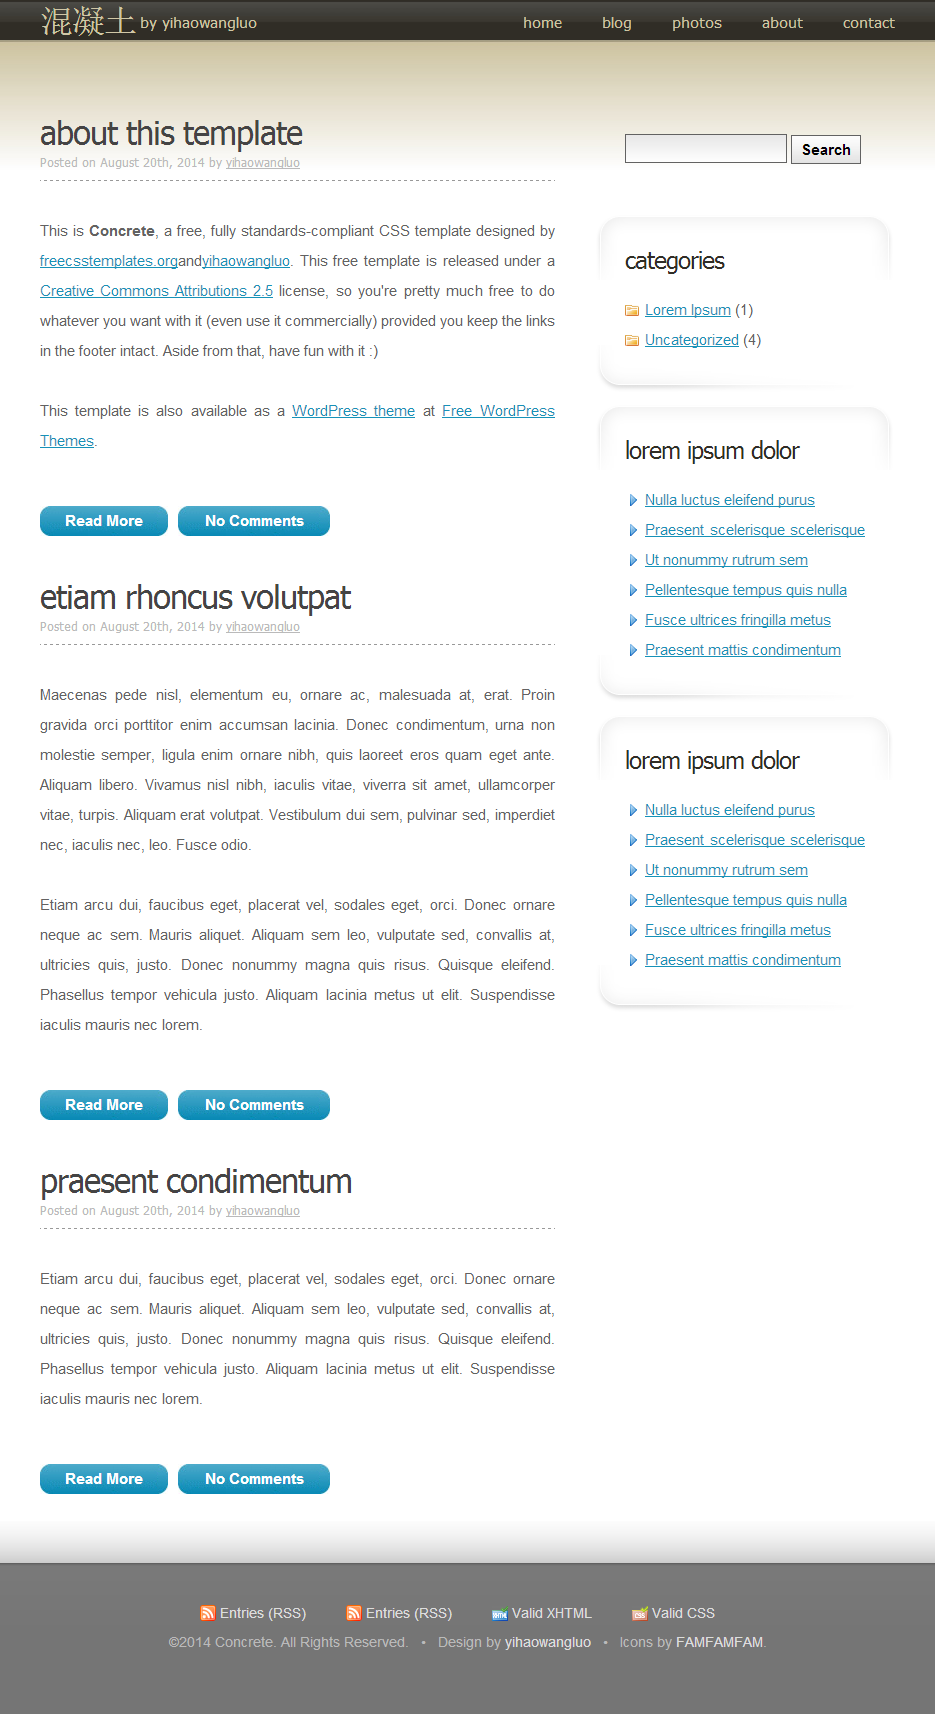 混凝土 by yihaowangluo
home blog photos about contact
about this template
Posted on August 20th, 2014 by yihaowangluo
This is Concrete, a free, fully standards-compliant CSS template designed by
freecsstemplates.organdyihaowangluo. This free template is released under a
Creative Commons Attributions 2.5 license, so you're pretty much free to do
whatever you want with it (even use it commercially) provided you keep the links
in the footer intact. Aside from that, have fun with it :)
This template is also available as a WordPress theme at Free WordPress
Themes.
Read More No Comments
etiam rhoncus volutpat
Posted on August 20th, 2014 by yihaowangluo
Maecenas pede nisl, elementum eu, ornare ac, malesuada at, erat. Proin
gravida orci porttitor enim accumsan lacinia. Donec condimentum, urna non
molestie semper, ligula enim ornare nibh, quis laoreet eros quam eget ante.
Aliquam libero. Vivamus nisl nibh, iaculis vitae, viverra sit amet, ullamcorper
vitae, turpis. Aliquam erat volutpat. Vestibulum dui sem, pulvinar sed, imperdiet
nec, iaculis nec, leo. Fusce odio.
Etiam arcu dui, faucibus eget, placerat vel, sodales eget, orci. Donec ornare
neque ac sem. Mauris aliquet. Aliquam sem leo, vulputate sed, convallis at,
ultricies quis, justo. Donec nonummy magna quis risus. Quisque eleifend.
Phasellus tempor vehicula justo. Aliquam lacinia metus ut elit. Suspendisse
iaculis mauris nec lorem.
Read More No Comments
praesent condimentum
Posted on August 20th, 2014 by yihaowangluo
Etiam arcu dui, faucibus eget, placerat vel, sodales eget, orci. Donec ornare
neque ac sem. Mauris aliquet. Aliquam sem leo, vulputate sed, convallis at,
ultricies quis, justo. Donec nonummy magna quis risus. Quisque eleifend.
Phasellus tempor vehicula justo. Aliquam lacinia metus ut elit. Suspendisse
iaculis mauris nec lorem.
Read More No Comments
Search
categories
Lorem Ipsum (1)
Uncategorized (4)
lorem ipsum dolor
Nulla luctus eleifend purus
Praesent scelerisque scelerisque
Ut nonummy rutrum sem
Pellentesque tempus quis nulla
Fusce ultrices fringilla metus
Praesent mattis condimentum
lorem ipsum dolor
Nulla luctus eleifend purus
Praesent scelerisque scelerisque
Ut nonummy rutrum sem
Pellentesque tempus quis nulla
Fusce ultrices fringilla metus
Praesent mattis condimentum
Entries (RSS) Entries (RSS) Valid XHTML Valid CSS
©2014 Concrete. All Rights Reserved. • Design by yihaowangluo • Icons by FAMFAMFAM.